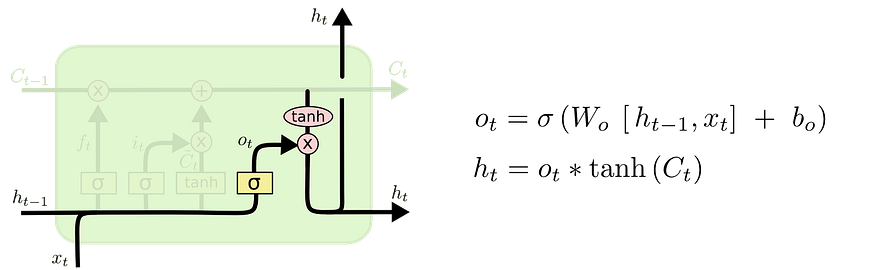 h_t
C_{t-1}
C_t
x +
tanh
f_t i_t C̃_t x o_t x
σ σ tanh σ
h_{t-1} h_t
x_t
o_t = σ (W_o [h_{t-1}, x_t] + b_o)
h_t = o_t * tanh (C_t)